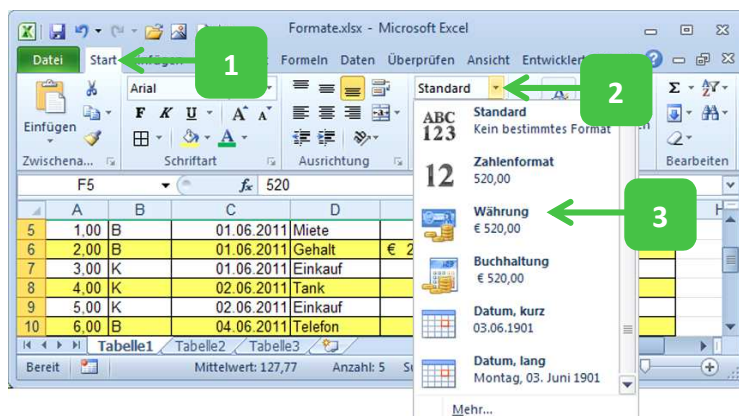 Formate.xlsx - Microsoft Excel
Datei Start Formeln Daten Überprüfen Ansicht
1
2
Arial
Standard
F K U A A
Einfügen
Zwischena... Schriftart Ausrichtung Bearbeiten
F5 fx 520
A B C D H
5 1,00 B 01.06.2011 Miete
6 2,00 B 01.06.2011 Gehalt € 2
7 3,00 K 01.06.2011 Einkauf
8 4,00 K 02.06.2011 Tank
9 5,00 K 02.06.2011 Einkauf
10 6,00 B 04.06.2011 Telefon
Tabelle1 Tabelle2 Tabelle3
Bereit Mittelwert: 127,77 Anzahl: 5
ABC 123
Standard
Kein bestimmtes Format
12
Zahlenformat
520,00
Währung
€ 520,00
3
Buchhaltung
€ 520,00
Datum, kurz
03.06.1901
Datum, lang
Montag, 03. Juni 1901
Mehr...